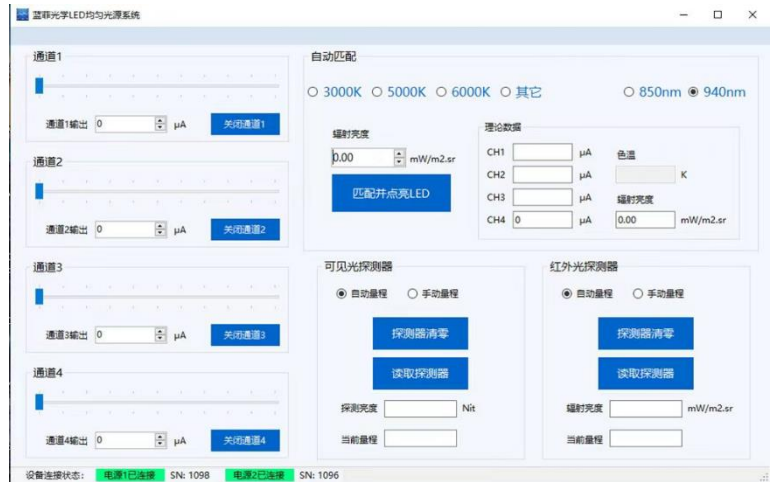 蓝菲光学LED均匀光源系统
通道1
通道1输出 0 μA 关闭通道1
通道2
通道2输出 0 μA 关闭通道2
通道3
通道3输出 0 μA 关闭通道3
通道4
通道4输出 0 μA 关闭通道4
自动匹配
3000K 5000K 6000K 其它 850nm 940nm
辐射亮度
0.00 mW/m2.sr
匹配并点亮LED
理论数据
CH1 μA 色温
CH2 μA K
CH3 μA 辐射亮度
CH4 0 μA 0.00 mW/m2.sr
可见光探测器
自动量程 手动量程
探测器清零
读取探测器
探测亮度 Nit
当前量程
红外光探测器
自动量程 手动量程
探测器清零
读取探测器
辐射亮度 mW/m2.sr
当前量程
设备连接状态: 电源1已连接 SN: 1098 电源2已连接 SN: 1096